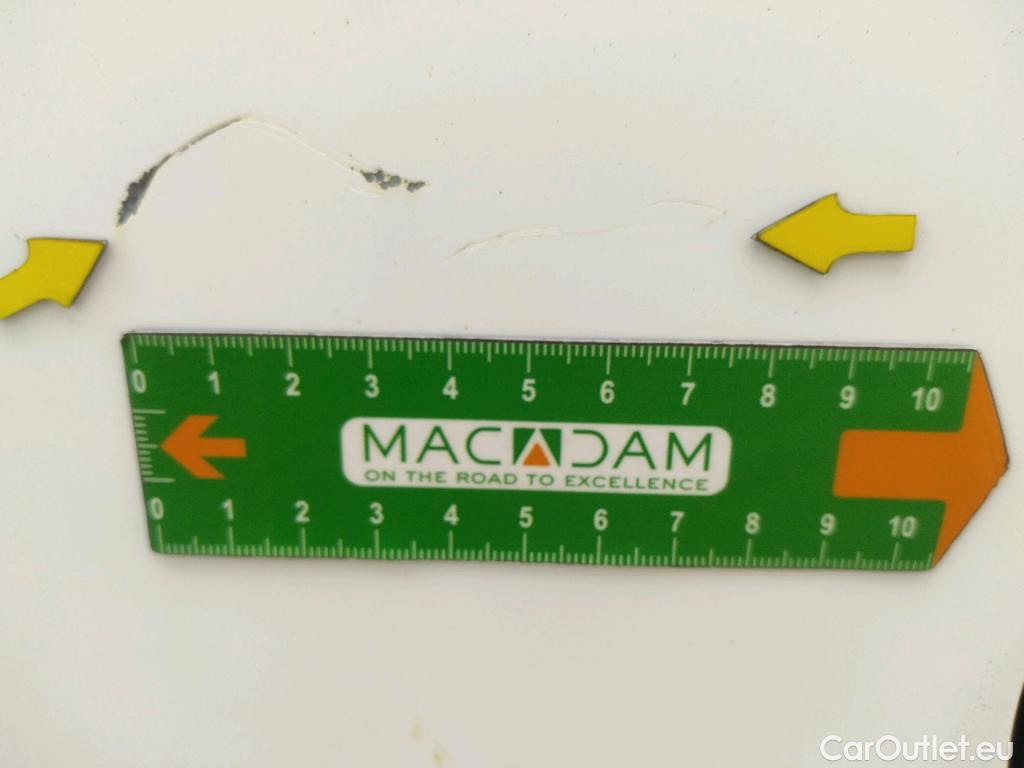 0 1 2 3 4 5 6 7 8 9 10
MACADAM
ON THE ROAD TO EXCELLENCE
0 1 2 3 4 5 6 7 8 9 10
CarOutlet.eu